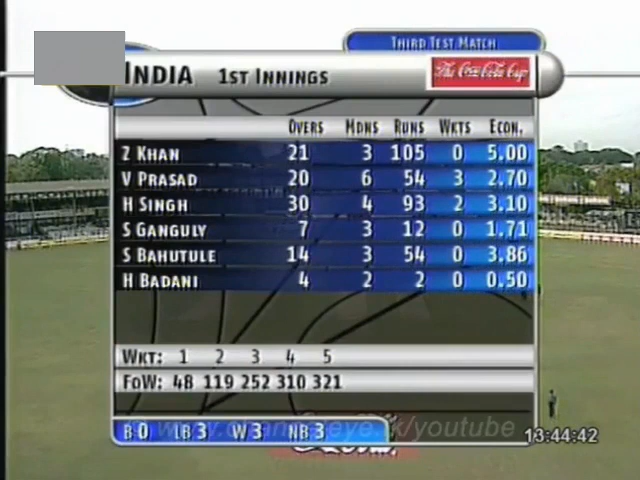 THIRD TEST MATCH
INDIA 1ST INNINGS
The Coca-Cola Cup
OVERS MDNS RUNS WKTS ECON.
Z KHAN 21 3 105 0 5.00
V PRASAD 20 6 54 3 2.70
H SINGH 30 4 93 2 3.10
S GANGULY 7 3 12 0 1.71
S BAHUTULE 14 3 54 0 3.86
H BADANI 4 2 2 0 0.50
WKT: 1 2 3 4 5
FOW: 48 119 252 310 321
B 0 LB 3 W 3 NB 3
eye.lk/youtube
13:44:42